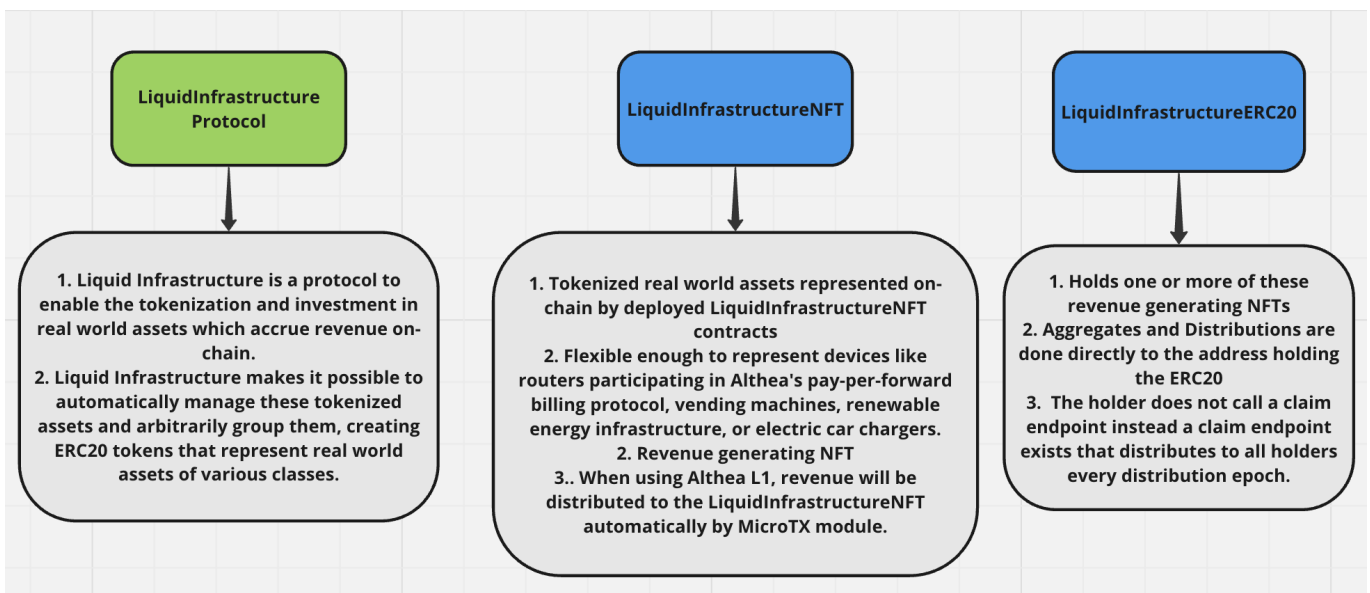 LiquidInfrastructure
Protocol
1. Liquid Infrastructure is a protocol to
enable the tokenization and investment in
real world assets which accrue revenue on-
chain.
2. Liquid Infrastructure makes it possible to
automatically manage these tokenized
assets and arbitrarily group them, creating
ERC20 tokens that represent real world
assets of various classes.
LiquidInfrastructureNFT
1. Tokenized real world assets represented on-
chain by deployed LiquidInfrastructureNFT
contracts
2. Flexible enough to represent devices like
routers participating in Althea's pay-per-forward
billing protocol, vending machines, renewable
energy infrastructure, or electric car chargers.
2. Revenue generating NFT
3.. When using Althea L1, revenue will be
distributed to the LiquidInfrastructureNFT
automatically by MicroTX module.
LiquidInfrastructureERC20
1. Holds one or more of these
revenue generating NFTs
2. Aggregates and Distributions are
done directly to the address holding
the ERC20
3. The holder does not call a claim
endpoint instead a claim endpoint
exists that distributes to all holders
every distribution epoch.